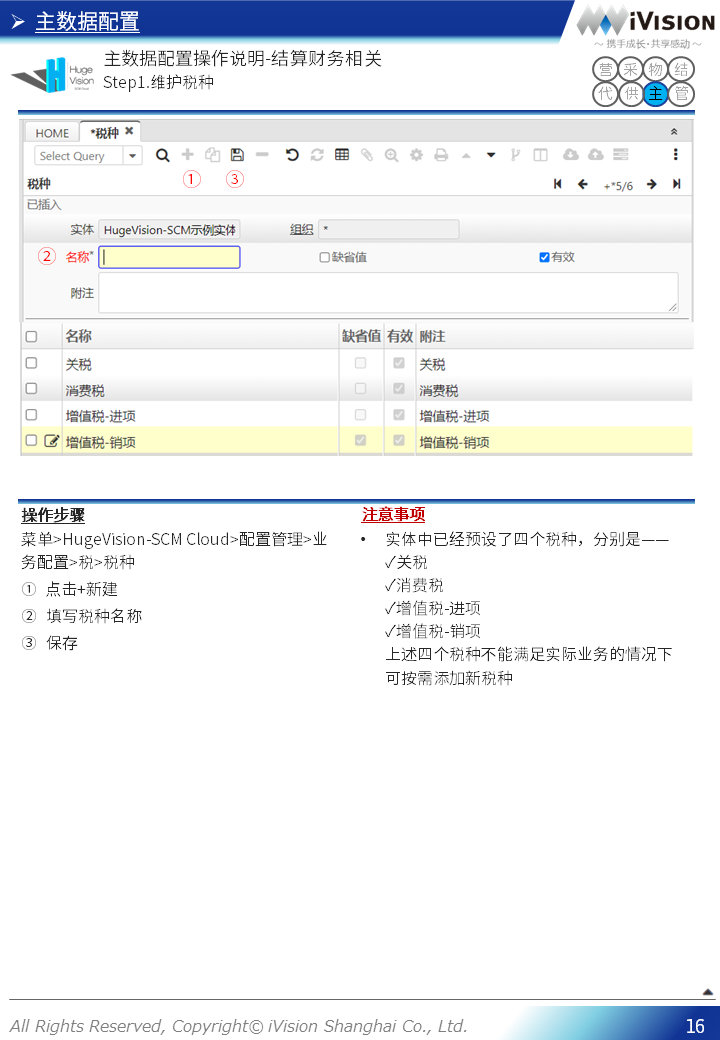 主数据配置
iVISION
～ 携手成长·共享感动 ～
Huge
Vision
主数据配置操作说明-结算财务相关
Step1.维护税种
营 采 物 结
代 供 主 管
HOME *税种
Select Query
① ③
税种 +*5/6
已插入
实体 HugeVision-SCM示例实体 组织 *
② 名称* 缺省值 有效
附注
名称 缺省值 有效 附注
关税 关税
消费税 消费税
增值税-进项 增值税-进项
增值税-销项 增值税-销项
操作步骤
菜单>HugeVision-SCM Cloud>配置管理>业
务配置>税>税种
① 点击+新建
② 填写税种名称
③ 保存
注意事项
• 实体中已经预设了四个税种，分别是——
✓关税
✓消费税
✓增值税-进项
✓增值税-销项
上述四个税种不能满足实际业务的情况下
可按需添加新税种
All Rights Reserved, Copyright© iVision Shanghai Co., Ltd.
16